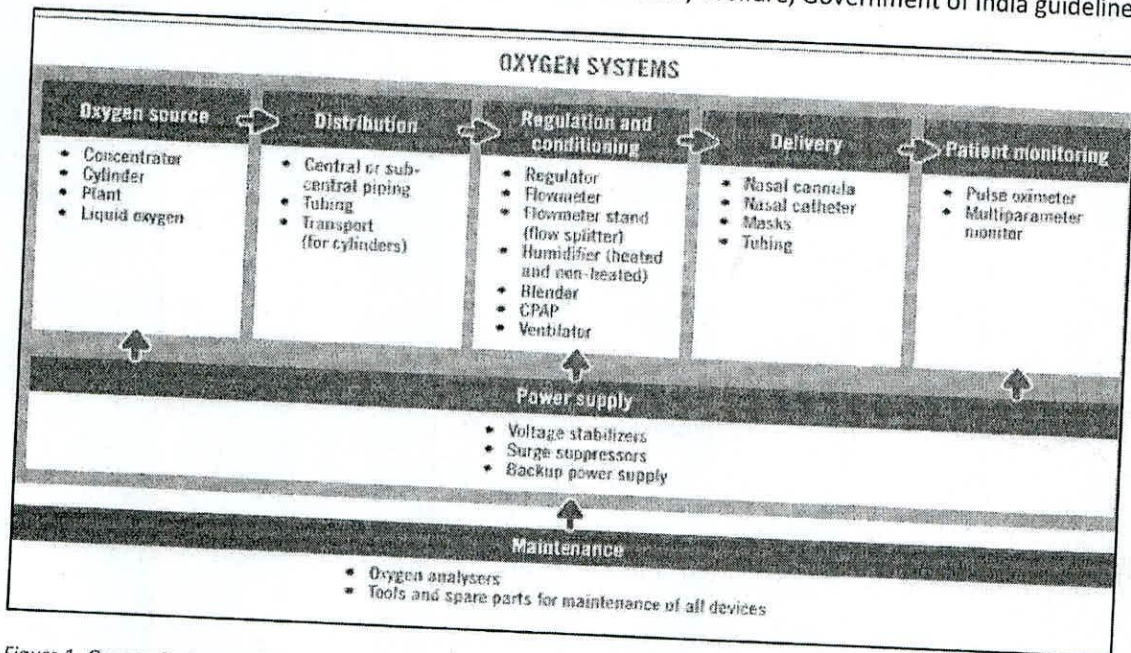 Government of India guideline
OXYGEN SYSTEMS
Oxygen source
• Concentrator
• Cylinder
• Plant
• Liquid oxygen
Distribution
• Central or sub-
central piping
• Tubing
• Transport
(for cylinders)
Regulation and
conditioning
• Regulator
• Flowmeter
• Flowmeter stand
(flow splitter)
• Humidifier (heated
and non-heated)
• Blender
• CPAP
• Ventilator
Delivery
• Nasal cannula
• Nasal catheter
• Masks
• Tubing
Patient monitoring
• Pulse oximeter
• Multiparameter
monitor
Power supply
• Voltage stabilizers
• Surge suppressors
• Backup power supply
Maintenance
• Oxygen analysers
• Tools and spare parts for maintenance of all devices